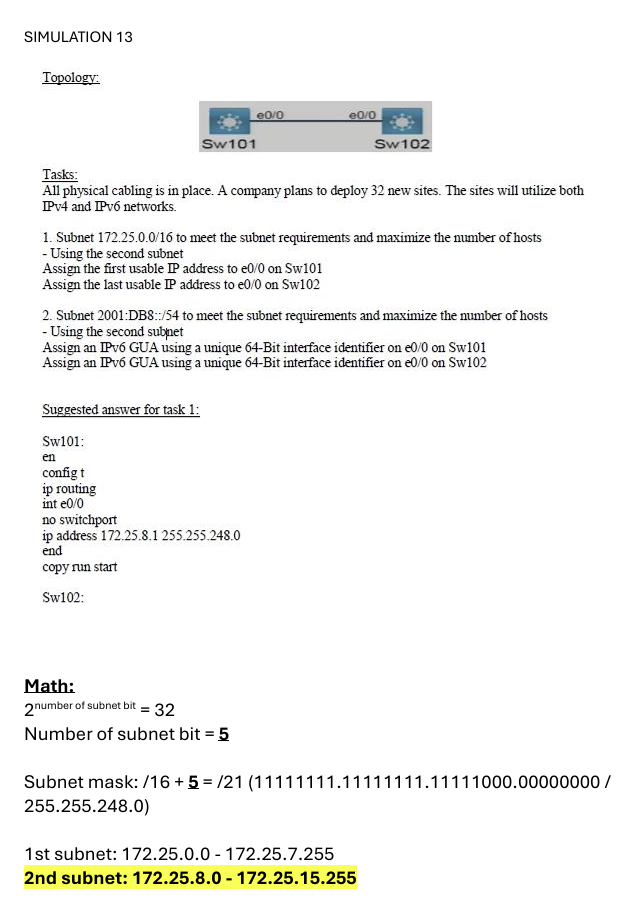 SIMULATION 13
Topology:
e0/0 e0/0
Sw101 Sw102
Tasks:
All physical cabling is in place. A company plans to deploy 32 new sites. The sites will utilize both
IPv4 and IPv6 networks.
1. Subnet 172.25.0.0/16 to meet the subnet requirements and maximize the number of hosts
- Using the second subnet
Assign the first usable IP address to e0/0 on Sw101
Assign the last usable IP address to e0/0 on Sw102
2. Subnet 2001:DB8::/54 to meet the subnet requirements and maximize the number of hosts
- Using the second subnet
Assign an IPv6 GUA using a unique 64-Bit interface identifier on e0/0 on Sw101
Assign an IPv6 GUA using a unique 64-Bit interface identifier on e0/0 on Sw102
Suggested answer for task 1:
Sw101:
en
config t
ip routing
int e0/0
no switchport
ip address 172.25.8.1 255.255.248.0
end
copy run start
Sw102:
Math:
2^number of subnet bit = 32
Number of subnet bit = 5
Subnet mask: /16 + 5 = /21 (11111111.11111111.11111000.00000000 /
255.255.248.0)
1st subnet: 172.25.0.0 - 172.25.7.255
2nd subnet: 172.25.8.0 - 172.25.15.255